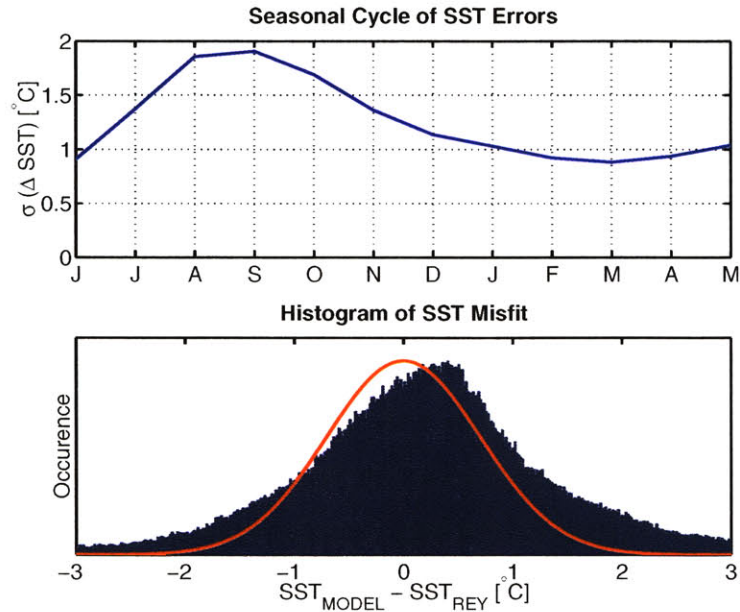 Seasonal Cycle of SST Errors
σ (Δ SST) [°C]
2
1.5
1
0.5
0
J J A S O N D J F M A M
Histogram of SST Misfit
Occurence
−3 −2 −1 0 1 2 3
SST_MODEL − SST_REY [°C]